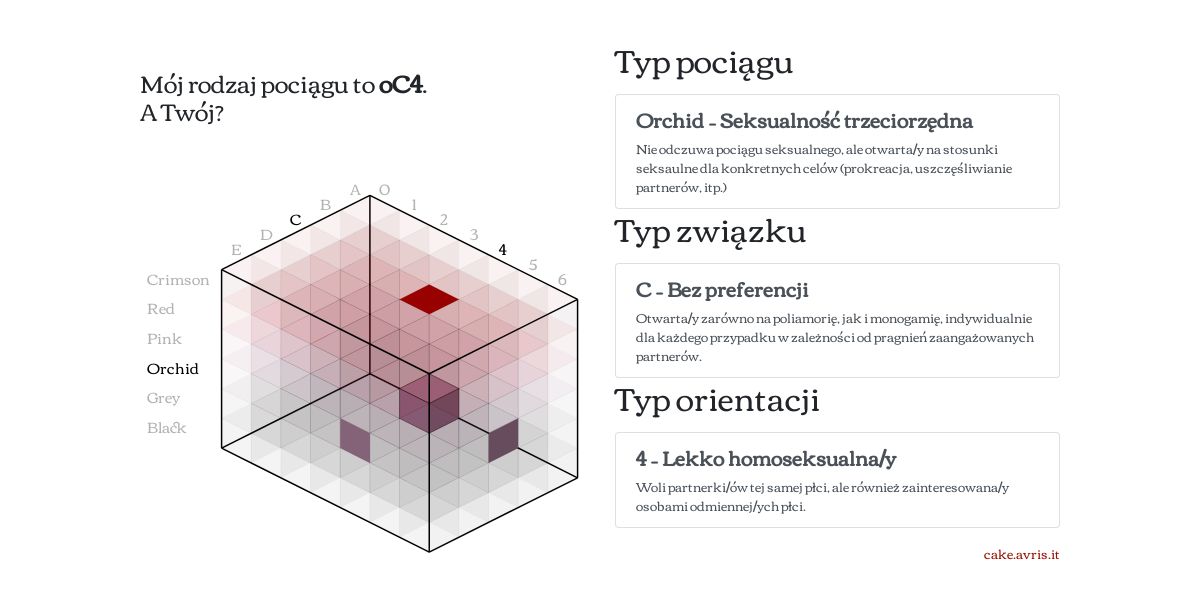 Mój rodzaj pociągu to oC4.
A Twój?
A O
B 1
C 2
D 3
E 4
5
6
Crimson
Red
Pink
Orchid
Grey
Black
Typ pociągu
Orchid – Seksualność trzeciorzędna
Nie odczuwa pociągu seksualnego, ale otwarta/y na stosunki
seksaulne dla konkretnych celów (prokreacja, uszczęśliwianie
partnerów, itp.)
Typ związku
C – Bez preferencji
Otwarta/y zarówno na poliamorię, jak i monogamię, indywidualnie
dla każdego przypadku w zależności od pragnień zaangażowanych
partnerów.
Typ orientacji
4 – Lekko homoseksualna/y
Woli partnerki/ów tej samej płci, ale również zainteresowana/y
osobami odmiennej/ych płci.
cake.avris.it